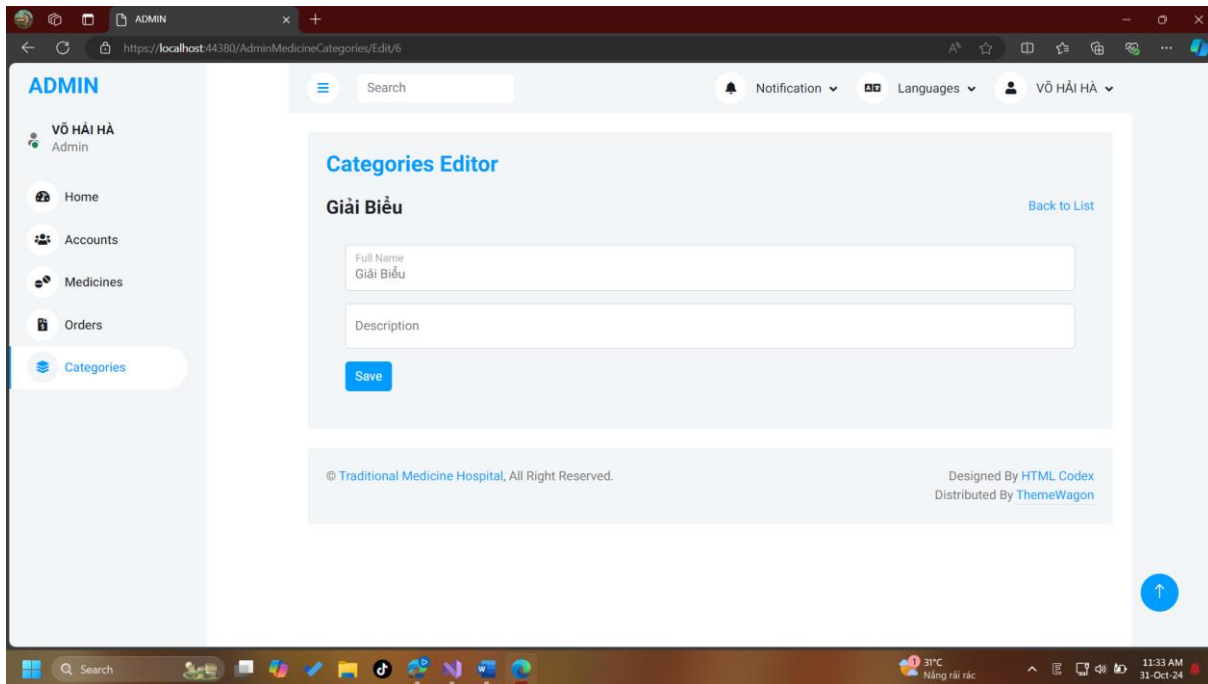 ADMIN
https://localhost:44380/AdminMedicineCategories/Edit/6
ADMIN
Search
Notification
Languages
VÕ HẢI HÀ
VÕ HẢI HÀ
Admin
Home
Accounts
Medicines
Orders
Categories
Categories Editor
Giải Biểu
Back to List
Full Name
Giải Biểu
Description
Save
© Traditional Medicine Hospital, All Right Reserved.
Designed By HTML Codex
Distributed By ThemeWagon
Search
1
31°C
Nắng rải rác
11:33 AM
31-Oct-24